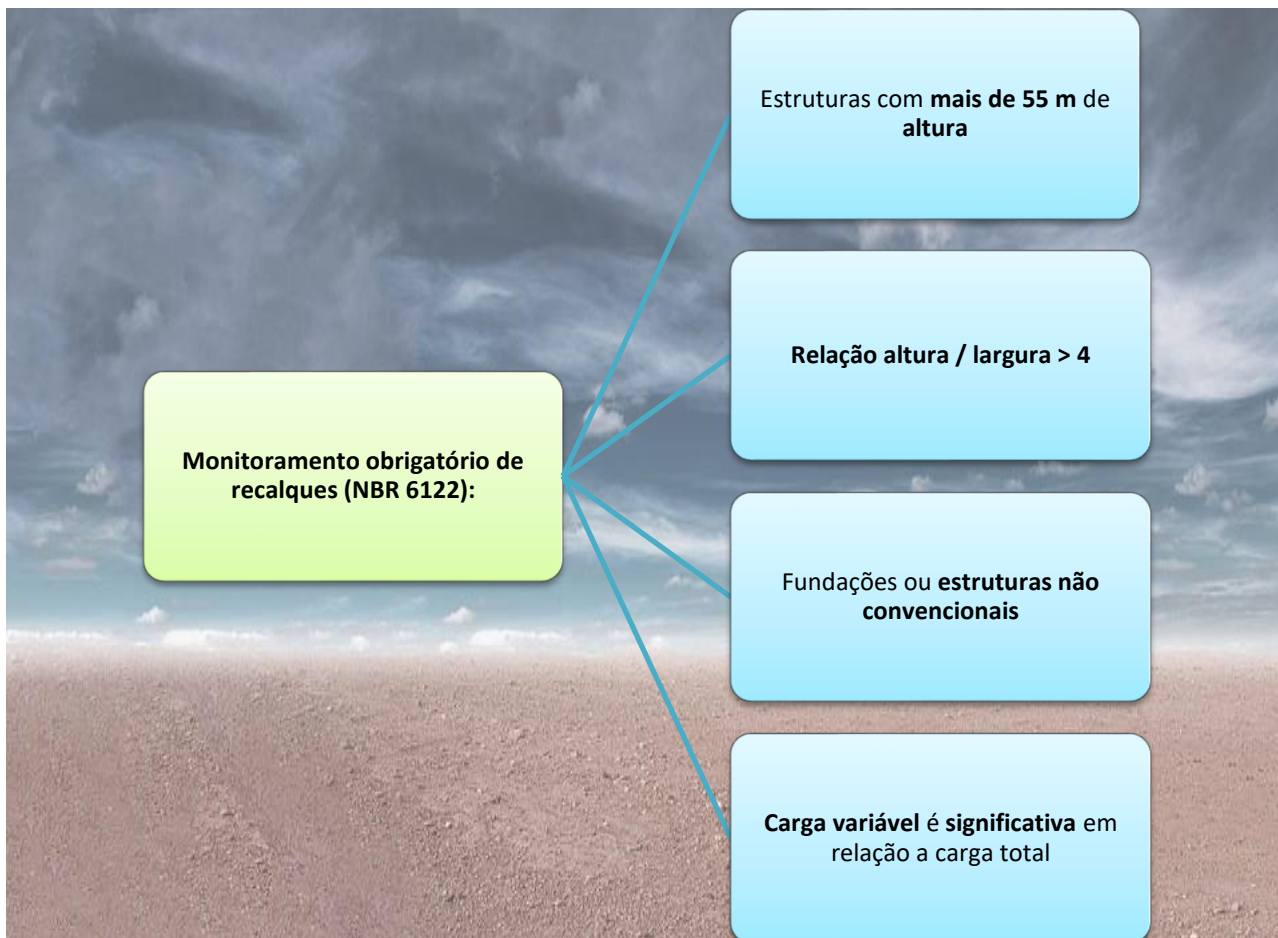 Estruturas com mais de 55 m de
altura
Relação altura / largura > 4
Monitoramento obrigatório de
recalques (NBR 6122):
Fundações ou estruturas não
convencionais
Carga variável é significativa em
relação a carga total